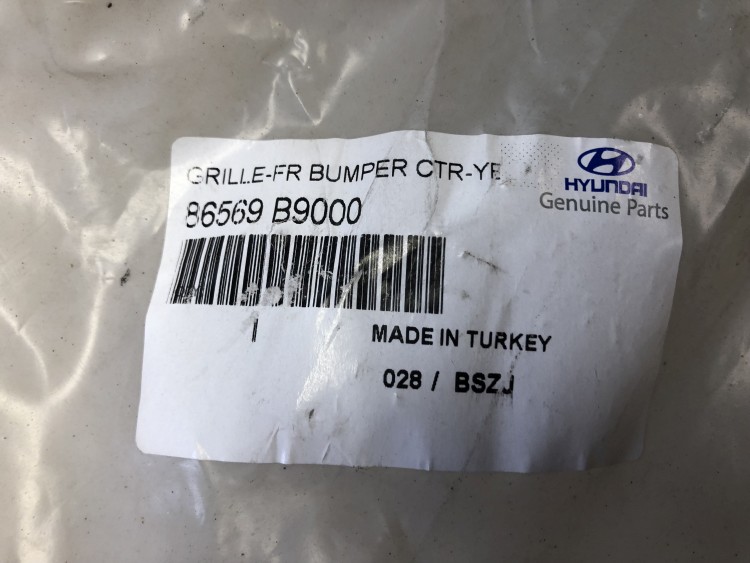 GRILLE-FR BUMPER CTR-YE
HYUNDAI
Genuine Parts
86569 B9000
I
MADE IN TURKEY
028 / BSZJ